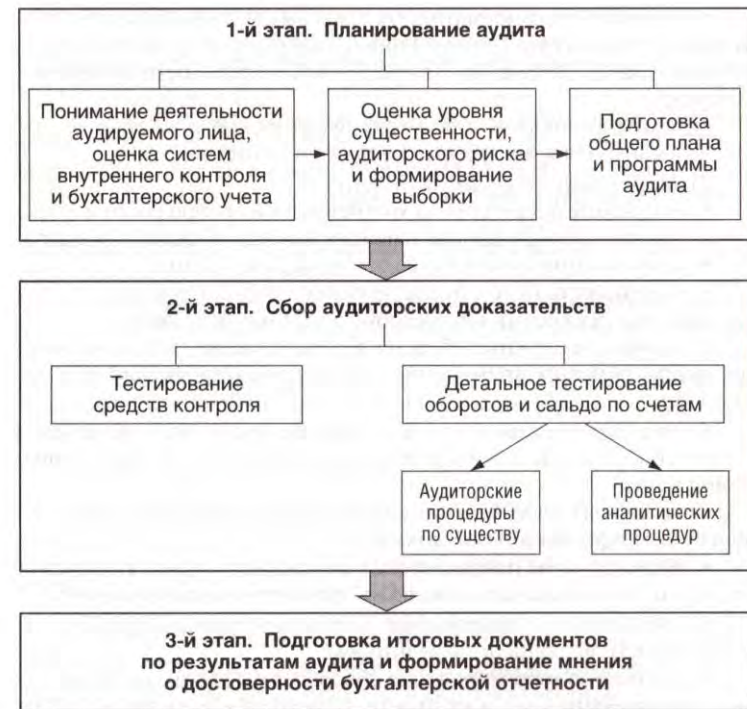 1-й этап. Планирование аудита
Понимание деятельности
аудируемого лица,
оценка систем
внутреннего контроля
и бухгалтерского учета
Оценка уровня
существенности,
аудиторского риска
и формирование
выборки
Подготовка
общего плана
и программы
аудита
2-й этап. Сбор аудиторских доказательств
Тестирование
средств контроля
Детальное тестирование
оборотов и сальдо по счетам
Аудиторские
процедуры
по существу
Проведение
аналитических
процедур
3-й этап. Подготовка итоговых документов
по результатам аудита и формирование мнения
о достоверности бухгалтерской отчетности